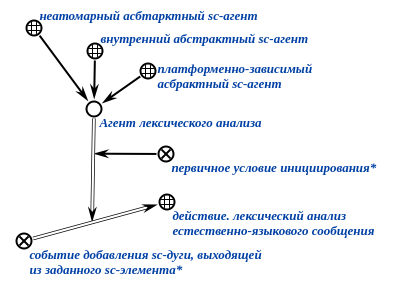 неатомарный асбтарктный sc-агент
внутренний абстрактный sc-агент
платформенно-зависимый
асбрактный sc-агент
Агент лексического анализа
первичное условие инициирования*
действие. лексический анализ
естественно-языкового сообщения
событие добавления sc-дуги, выходящей
из заданного sc-элемента*